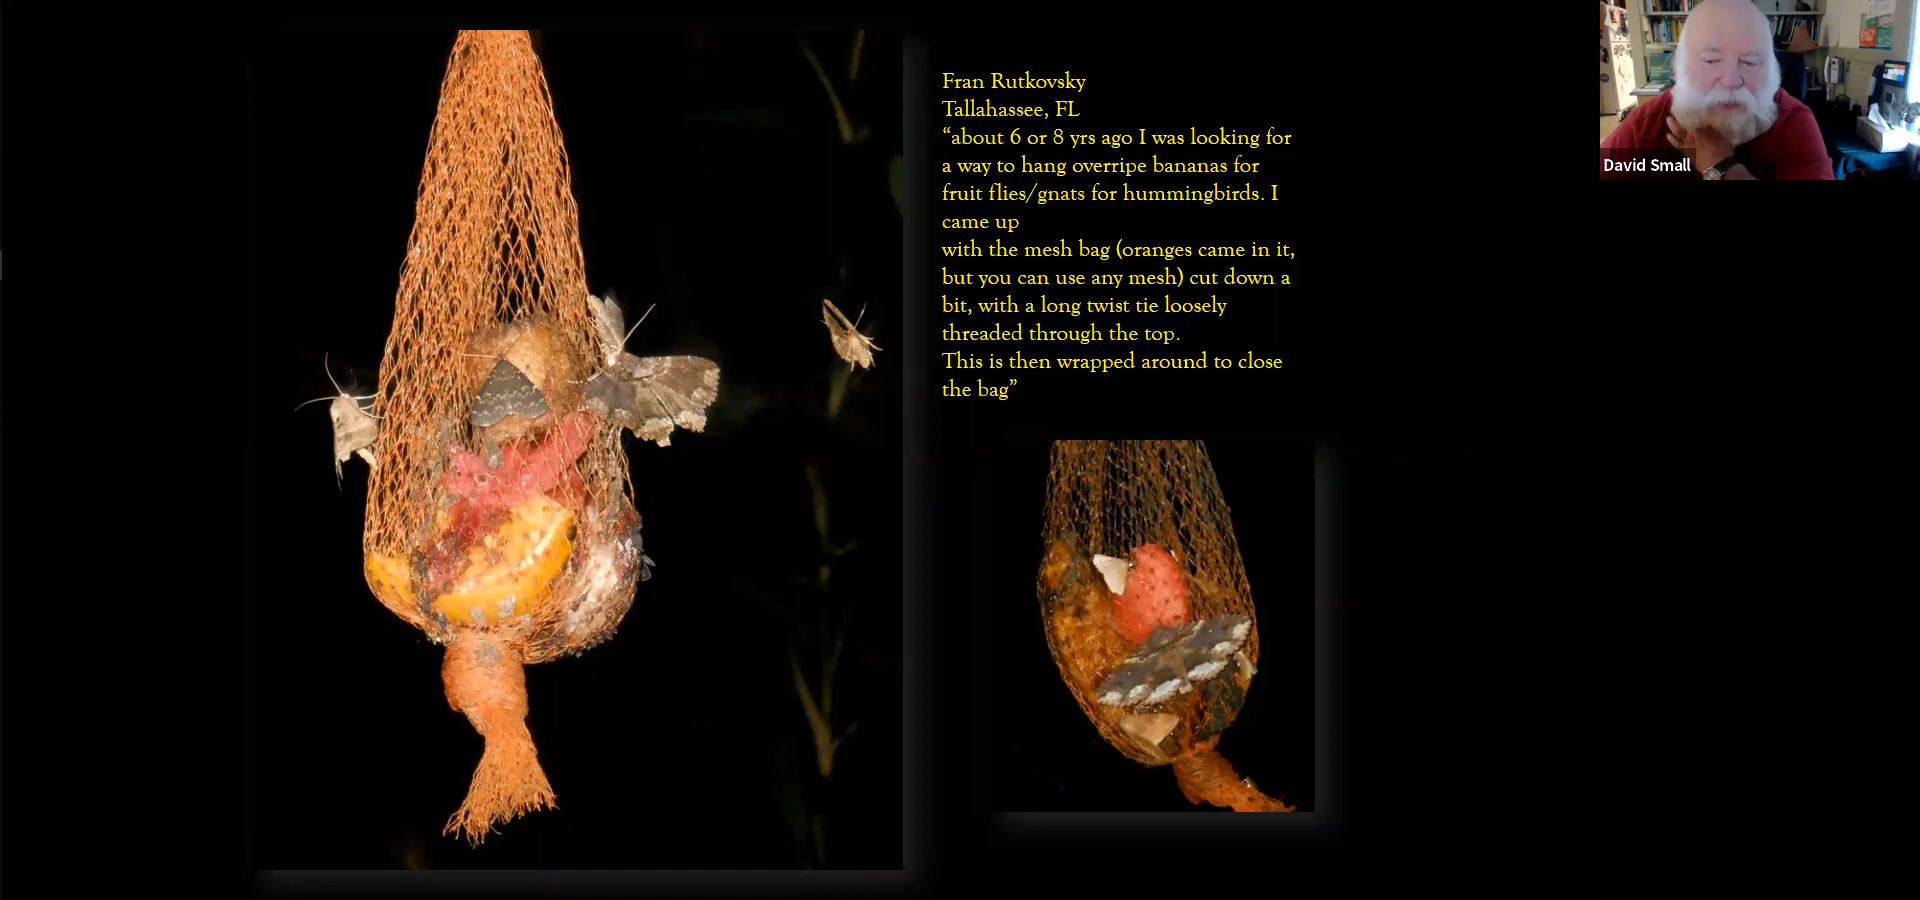 Fran Rutkovsky
Tallahassee, FL
“about 6 or 8 yrs ago I was looking for
a way to hang overripe bananas for
fruit flies/gnats for hummingbirds. I
came up
with the mesh bag (oranges came in it,
but you can use any mesh) cut down a
bit, with a long twist tie loosely
threaded through the top.
This is then wrapped around to close
the bag”
David Small